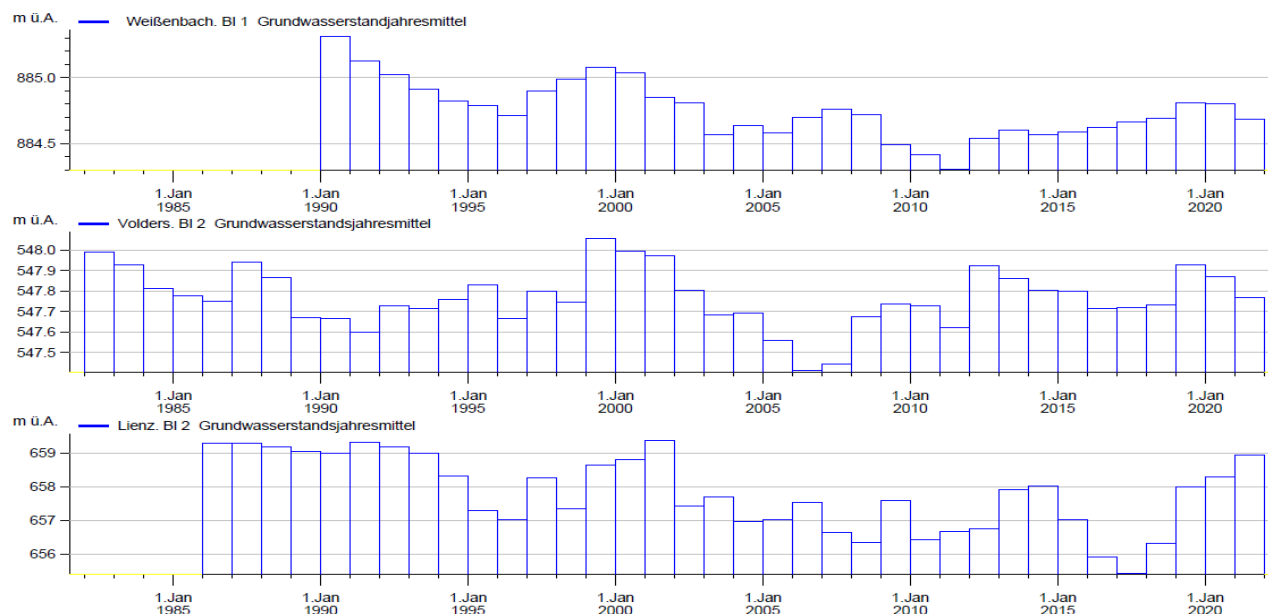 m ü.A.
Weißenbach. Bl 1 Grundwasserstandjahresmittel
885.0
884.5
1.Jan 1.Jan 1.Jan 1.Jan 1.Jan 1.Jan 1.Jan 1.Jan
1985 1990 1995 2000 2005 2010 2015 2020
m ü.A.
Volders. Bl 2 Grundwasserstandsjahresmittel
548.0
547.9
547.8
547.7
547.6
547.5
1.Jan 1.Jan 1.Jan 1.Jan 1.Jan 1.Jan 1.Jan 1.Jan
1985 1990 1995 2000 2005 2010 2015 2020
m ü.A.
Lienz. Bl 2 Grundwasserstandsjahresmittel
659
658
657
656
1.Jan 1.Jan 1.Jan 1.Jan 1.Jan 1.Jan 1.Jan 1.Jan
1985 1990 1995 2000 2005 2010 2015 2020